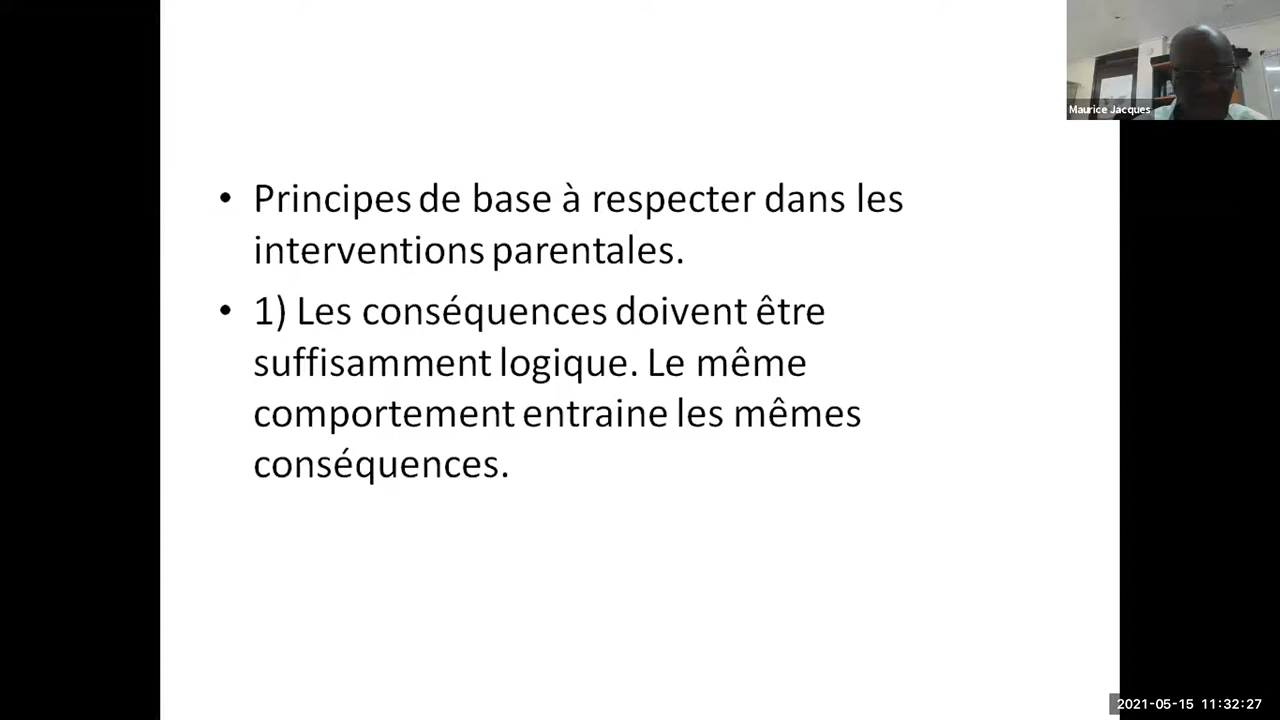 Maurice Jacques
• Principes de base à respecter dans les
interventions parentales.
• 1) Les conséquences doivent être
suffisamment logique. Le même
comportement entraine les mêmes
conséquences.
2021-05-15 11:32:27